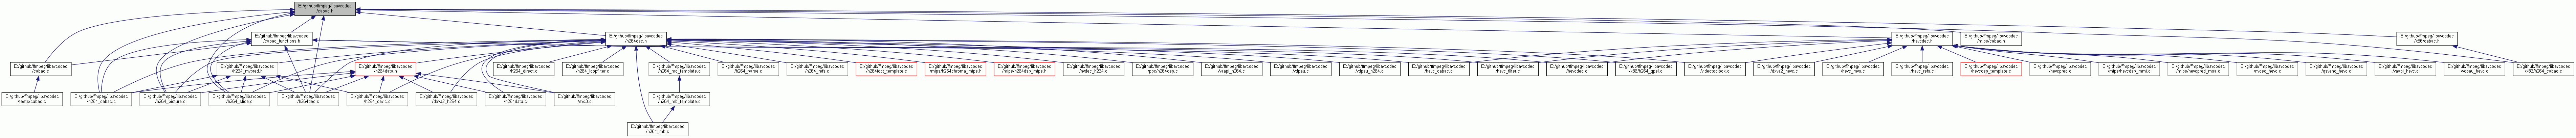 E:/github/ffmpeg/libavcodec
/cabac.h
E:/github/ffmpeg/libavcodec
/cabac_functions.h
E:/github/ffmpeg/libavcodec
/h264dec.h
E:/github/ffmpeg/libavcodec
/hevcdec.h
E:/github/ffmpeg/libavcodec
/mips/cabac.h
E:/github/ffmpeg/libavcodec
/x86/cabac.h
E:/github/ffmpeg/libavcodec
/cabac.c
E:/github/ffmpeg/libavcodec
/h264_mvpred.h
E:/github/ffmpeg/libavcodec
/h264data.h
E:/github/ffmpeg/libavcodec
/h264_direct.c
E:/github/ffmpeg/libavcodec
/h264_loopfilter.c
E:/github/ffmpeg/libavcodec
/h264_mc_template.c
E:/github/ffmpeg/libavcodec
/h264_parse.c
E:/github/ffmpeg/libavcodec
/h264_refs.c
E:/github/ffmpeg/libavcodec
/h264dct_template.c
E:/github/ffmpeg/libavcodec
/mips/h264chroma_mips.h
E:/github/ffmpeg/libavcodec
/mips/h264dsp_mips.h
E:/github/ffmpeg/libavcodec
/nvdec_h264.c
E:/github/ffmpeg/libavcodec
/ppc/h264dsp.c
E:/github/ffmpeg/libavcodec
/vaapi_h264.c
E:/github/ffmpeg/libavcodec
/vdpau.c
E:/github/ffmpeg/libavcodec
/vdpau_h264.c
E:/github/ffmpeg/libavcodec
/hevc_cabac.c
E:/github/ffmpeg/libavcodec
/hevc_filter.c
E:/github/ffmpeg/libavcodec
/hevcdec.c
E:/github/ffmpeg/libavcodec
/x86/h264_qpel.c
E:/github/ffmpeg/libavcodec
/videotoolbox.c
E:/github/ffmpeg/libavcodec
/dxva2_hevc.c
E:/github/ffmpeg/libavcodec
/hevc_mvs.c
E:/github/ffmpeg/libavcodec
/hevc_refs.c
E:/github/ffmpeg/libavcodec
/hevcdsp_template.c
E:/github/ffmpeg/libavcodec
/hevcpred.c
E:/github/ffmpeg/libavcodec
/mips/hevcdsp_mmi.c
E:/github/ffmpeg/libavcodec
/mips/hevcpred_msa.c
E:/github/ffmpeg/libavcodec
/nvdec_hevc.c
E:/github/ffmpeg/libavcodec
/qsvenc_hevc.c
E:/github/ffmpeg/libavcodec
/vaapi_hevc.c
E:/github/ffmpeg/libavcodec
/vdpau_hevc.c
E:/github/ffmpeg/libavcodec
/x86/h264_cabac.c
E:/github/ffmpeg/libavcodec
/tests/cabac.c
E:/github/ffmpeg/libavcodec
/h264_cabac.c
E:/github/ffmpeg/libavcodec
/h264_picture.c
E:/github/ffmpeg/libavcodec
/h264_slice.c
E:/github/ffmpeg/libavcodec
/h264dec.c
E:/github/ffmpeg/libavcodec
/h264_cavlc.c
E:/github/ffmpeg/libavcodec
/dxva2_h264.c
E:/github/ffmpeg/libavcodec
/h264data.c
E:/github/ffmpeg/libavcodec
/svq3.c
E:/github/ffmpeg/libavcodec
/h264_mb_template.c
E:/github/ffmpeg/libavcodec
/h264_mb.c